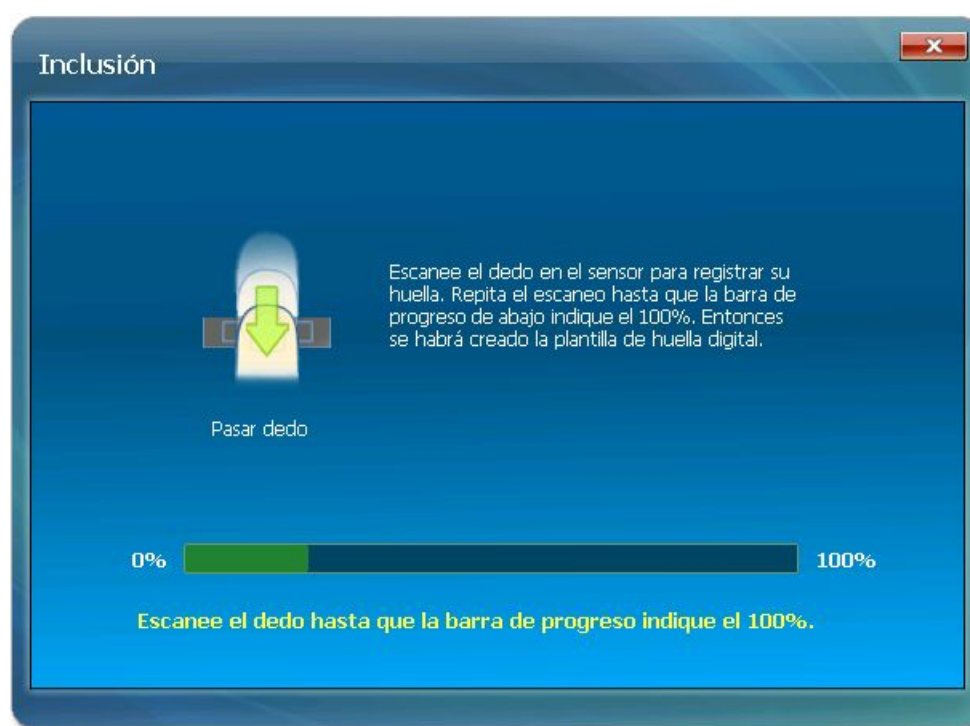 Inclusión
Escanee el dedo en el sensor para registrar su
huella. Repita el escaneo hasta que la barra de
progreso de abajo indique el 100%. Entonces
se habrá creado la plantilla de huella digital.
Pasar dedo
0% 100%
Escanee el dedo hasta que la barra de progreso indique el 100%.